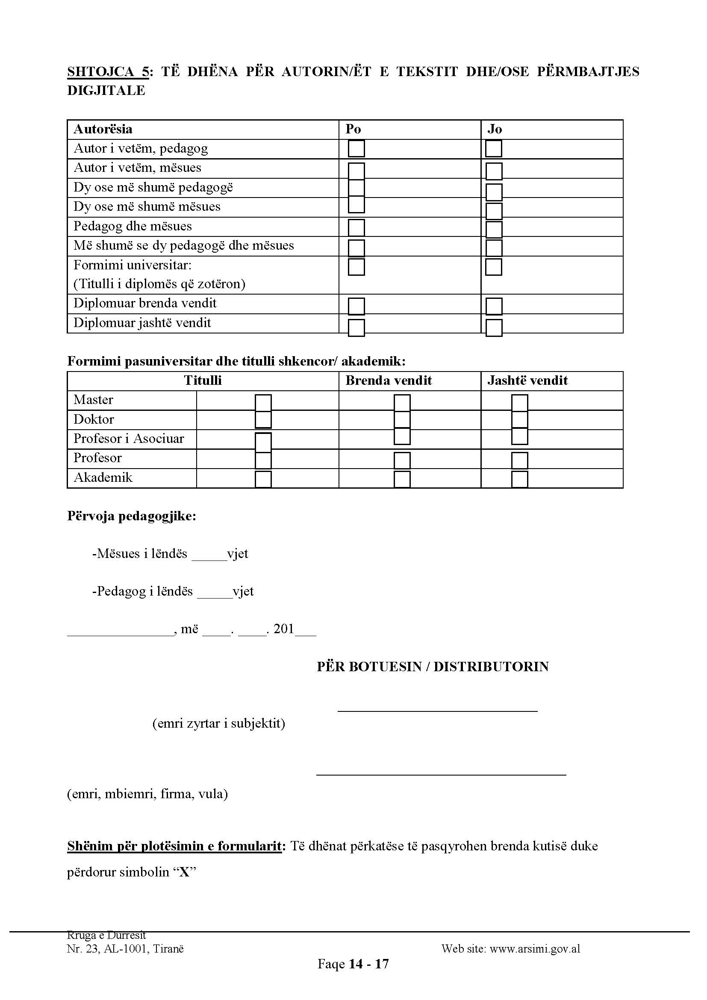 SHTOJCA 5: TË DHËNA PËR AUTORIN/ËT E TEKSTIT DHE/OSE PËRMBAJTJES
DIGJITALE
Autorësia Po Jo
Autor i vetëm, pedagog
Autor i vetëm, mësues
Dy ose më shumë pedagogë
Dy ose më shumë mësues
Pedagog dhe mësues
Më shumë se dy pedagogë dhe mësues
Formimi universitar:
(Titulli i diplomës që zotëron)
Diplomuar brenda vendit
Diplomuar jashtë vendit
Formimi pasuniversitar dhe titulli shkencor/ akademik:
Titulli Brenda vendit Jashtë vendit
Master
Doktor
Profesor i Asociuar
Profesor
Akademik
Përvoja pedagogjike:
-Mësues i lëndës _____vjet
-Pedagog i lëndës _____vjet
_______________, më ____. ____. 201___
PËR BOTUESIN / DISTRIBUTORIN
(emri zyrtar i subjektit)
(emri, mbiemri, firma, vula)
Shënim për plotësimin e formularit: Të dhënat përkatëse të pasqyrohen brenda kutisë duke
përdorur simbolin “X”
Rruga e Durresit
Nr. 23, AL-1001, Tiranë Web site: www.arsimi.gov.al
Faqe 14 - 17